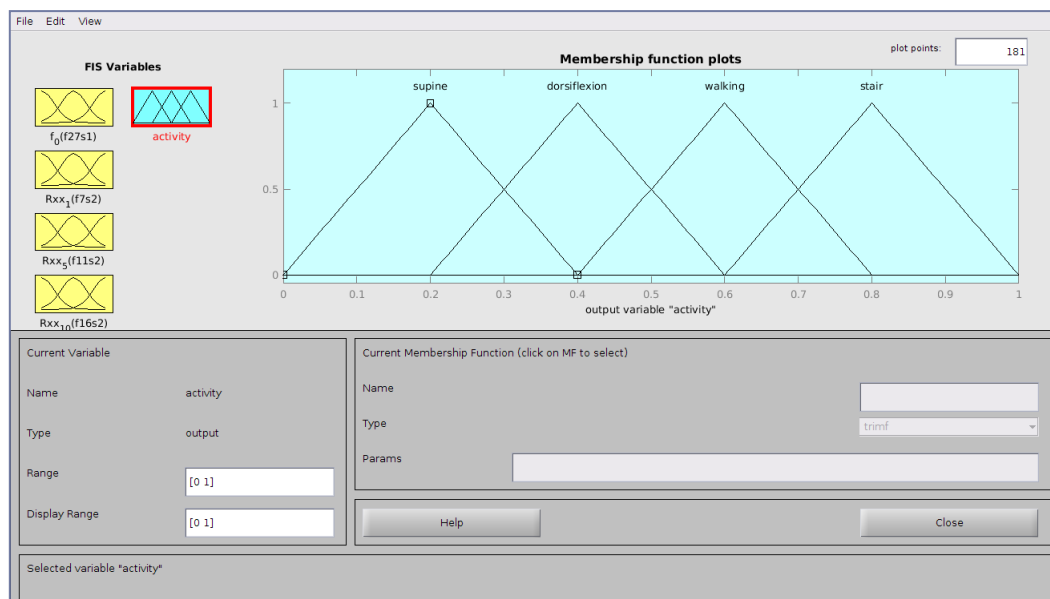 File Edit View
plot points: 181
FIS Variables
Membership function plots
f0(f27s1)
activity
Rxx1(f7s2)
Rxx5(f11s2)
Rxx10(f16s2)
supine dorsiflexion walking stair
1
0.5
0
0 0.1 0.2 0.3 0.4 0.5 0.6 0.7 0.8 0.9 1
output variable "activity"
Current Variable
Name activity
Type output
Range [0 1]
Display Range [0 1]
Current Membership Function (click on MF to select)
Name
Type trimf
Params
Help Close
Selected variable "activity"